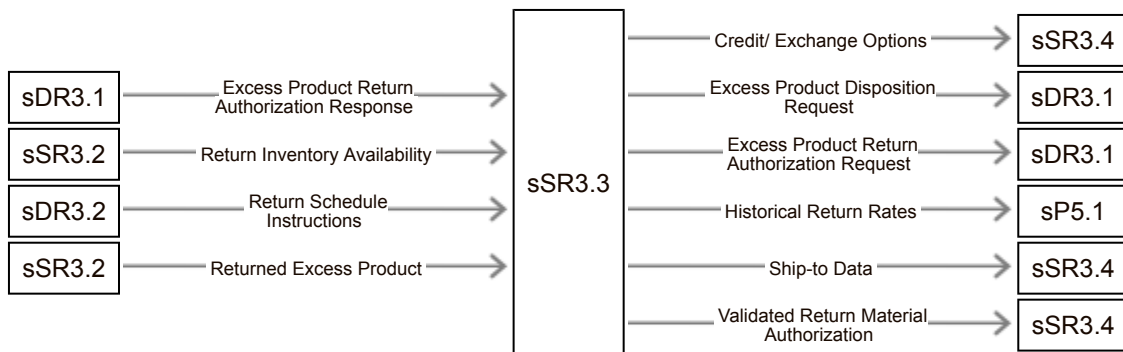 sDR3.1
Excess Product Return
Authorization Response
sSR3.2
Return Inventory Availability
sDR3.2
Return Schedule
Instructions
sSR3.2
Returned Excess Product
sSR3.3
Credit/ Exchange Options
sSR3.4
Excess Product Disposition
Request
sDR3.1
Excess Product Return
Authorization Request
sDR3.1
Historical Return Rates
sP5.1
Ship-to Data
sSR3.4
Validated Return Material
Authorization
sSR3.4